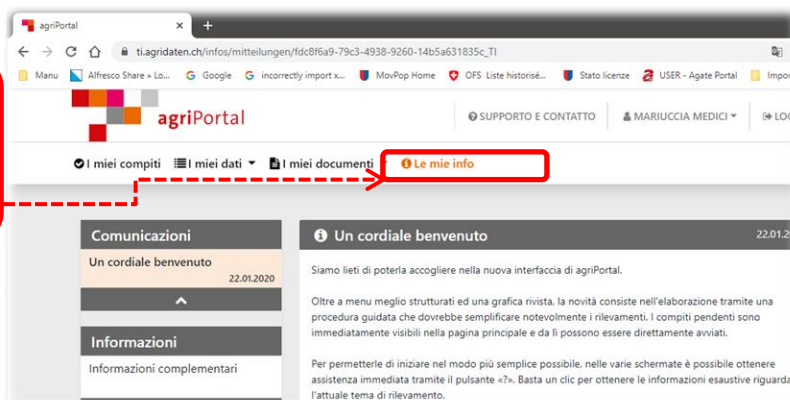 agriPortal
ti.agridaten.ch/infos/mitteilungen/fdc8f6a9-79c3-4938-9260-14b5a631835c_TI
Manu Alfresco Share » Lo... Google incorrectly import x... MovPop Home OFS Liste historisé... Stato licenze USER - Agate Portal Impor
agriPortal SUPPORTO E CONTATTO MARIUCCIA MEDICI LO
I miei compiti I miei dati I miei documenti Le mie info
Comunicazioni
Un cordiale benvenuto
22.01.2020
Informazioni
Informazioni complementari
Un cordiale benvenuto 22.01.2
Siamo lieti di poterla accogliere nella nuova interfaccia di agriPortal.
Oltre a menu meglio strutturati ed una grafica rivista, la novità consiste nell'elaborazione tramite una
procedura guidata che dovrebbe semplificare notevolmente i rilevamenti. I compiti pendenti sono
immediatamente visibili nella pagina principale e da lì possono essere direttamente avviati.
Per permetterle di iniziare nel modo più semplice possibile, nelle varie schermate è possibile ottenere
assistenza immediata tramite il pulsante «?». Basta un clic per ottenere le informazioni esaustive riguarda
l'attuale tema di rilevamento.